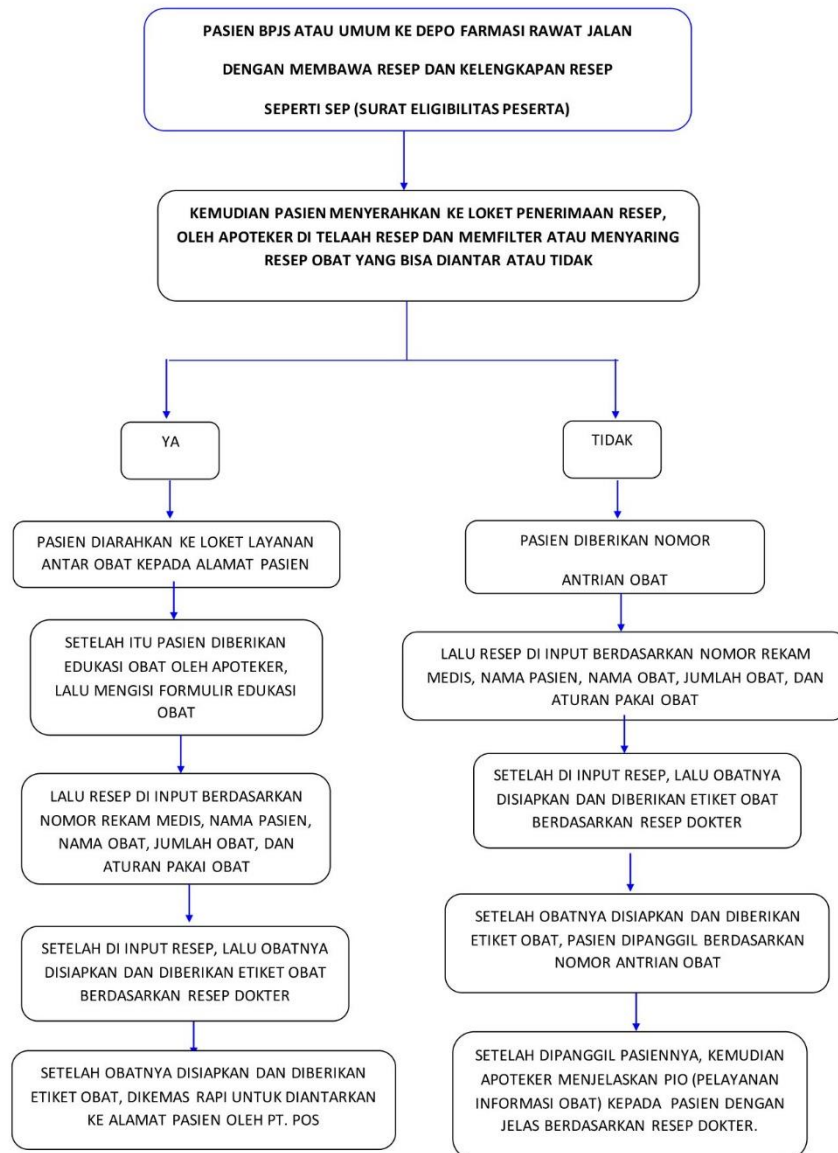 PASIEN BPJS ATAU UMUM KE DEPO FARMASI RAWAT JALAN
DENGAN MEMBAWA RESEP DAN KELENGKAPAN RESEP
SEPERTI SEP (SURAT ELIGIBILITAS PESERTA)
KEMUDIAN PASIEN MENYERAHKAN KE LOKET PENERIMAAN RESEP,
OLEH APOTEKER DI TELAAH RESEP DAN MEMFILTER ATAU MENYARING
RESEP OBAT YANG BISA DIANTAR ATAU TIDAK
YA
PASIEN DIARAHKAN KE LOKET LAYANAN
ANTAR OBAT KEPADA ALAMAT PASIEN
SETELAH ITU PASIEN DIBERIKAN
EDUKASI OBAT OLEH APOTEKER,
LALU MENGISI FORMULIR EDUKASI
OBAT
LALU RESEP DI INPUT BERDASARKAN
NOMOR REKAM MEDIS, NAMA PASIEN,
NAMA OBAT, JUMLAH OBAT, DAN
ATURAN PAKAI OBAT
SETELAH DI INPUT RESEP, LALU OBATNYA
DISIAPKAN DAN DIBERIKAN ETIKET OBAT
BERDASARKAN RESEP DOKTER
SETELAH OBATNYA DISIAPKAN DAN DIBERIKAN
ETIKET OBAT, DIKEMAS RAPI UNTUK DIANTARKAN
KE ALAMAT PASIEN OLEH PT. POS
TIDAK
PASIEN DIBERIKAN NOMOR
ANTRIAN OBAT
LALU RESEP DI INPUT BERDASARKAN NOMOR REKAM
MEDIS, NAMA PASIEN, NAMA OBAT, JUMLAH OBAT, DAN
ATURAN PAKAI OBAT
SETELAH DI INPUT RESEP, LALU OBATNYA
DISIAPKAN DAN DIBERIKAN ETIKET OBAT
BERDASARKAN RESEP DOKTER
SETELAH OBATNYA DISIAPKAN DAN DIBERIKAN
ETIKET OBAT, PASIEN DIPANGGIL BERDASARKAN
NOMOR ANTRIAN OBAT
SETELAH DIPANGGIL PASIENNYA, KEMUDIAN
APOTEKER MENJELASKAN PIO (PELAYANAN
INFORMASI OBAT) KEPADA PASIEN DENGAN
JELAS BERDASARKAN RESEP DOKTER.